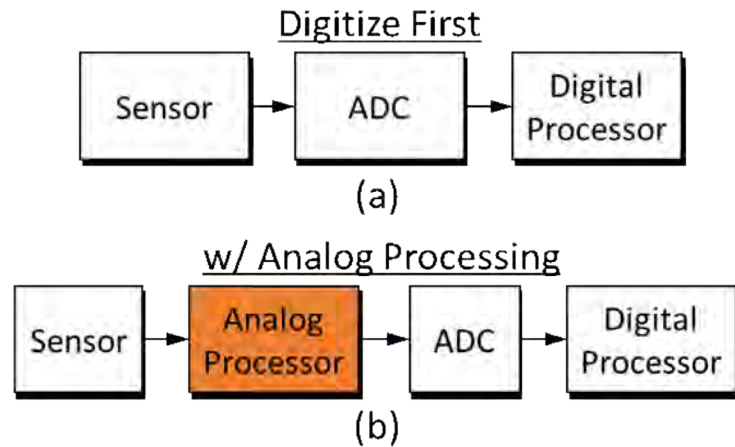 Digitize First
Sensor
ADC
Digital
Processor
(a)
w/ Analog Processing
Sensor
Analog
Processor
ADC
Digital
Processor
(b)